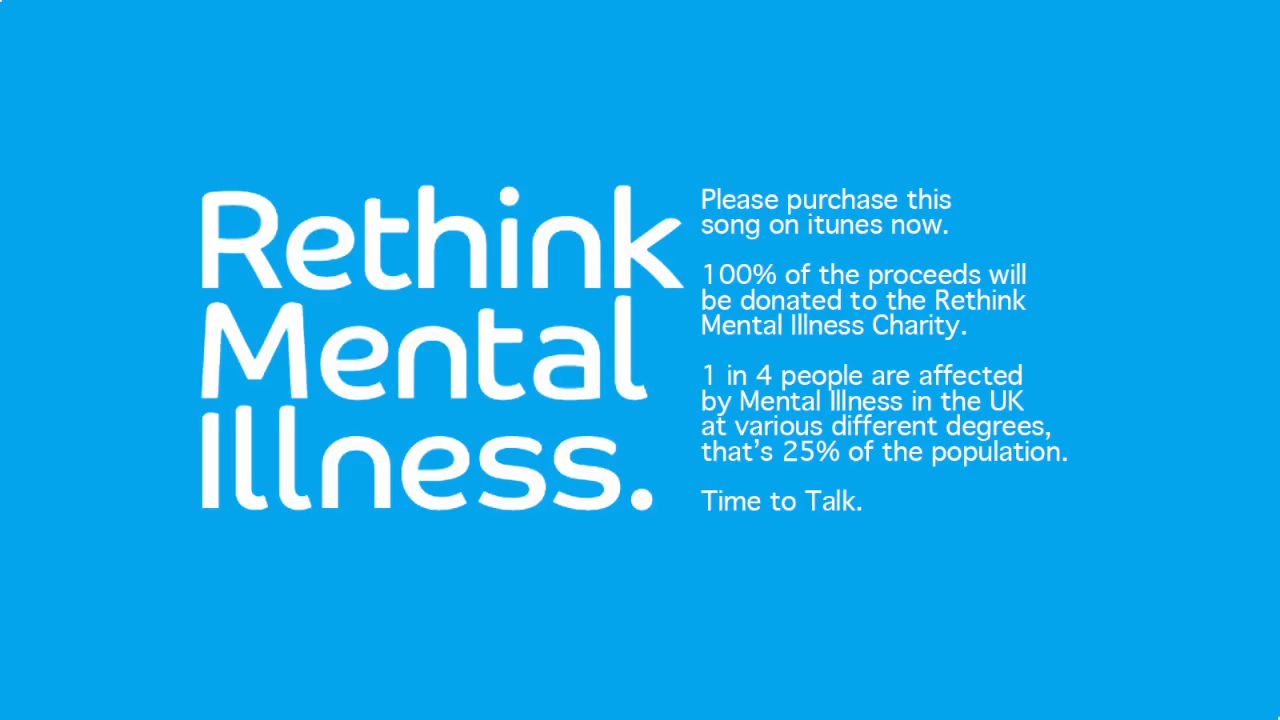 Rethink
Mental
Illness.
Please purchase this
song on itunes now.
100% of the proceeds will
be donated to the Rethink
Mental Illness Charity.
1 in 4 people are affected
by Mental Illness in the UK
at various different degrees,
that's 25% of the population.
Time to Talk.